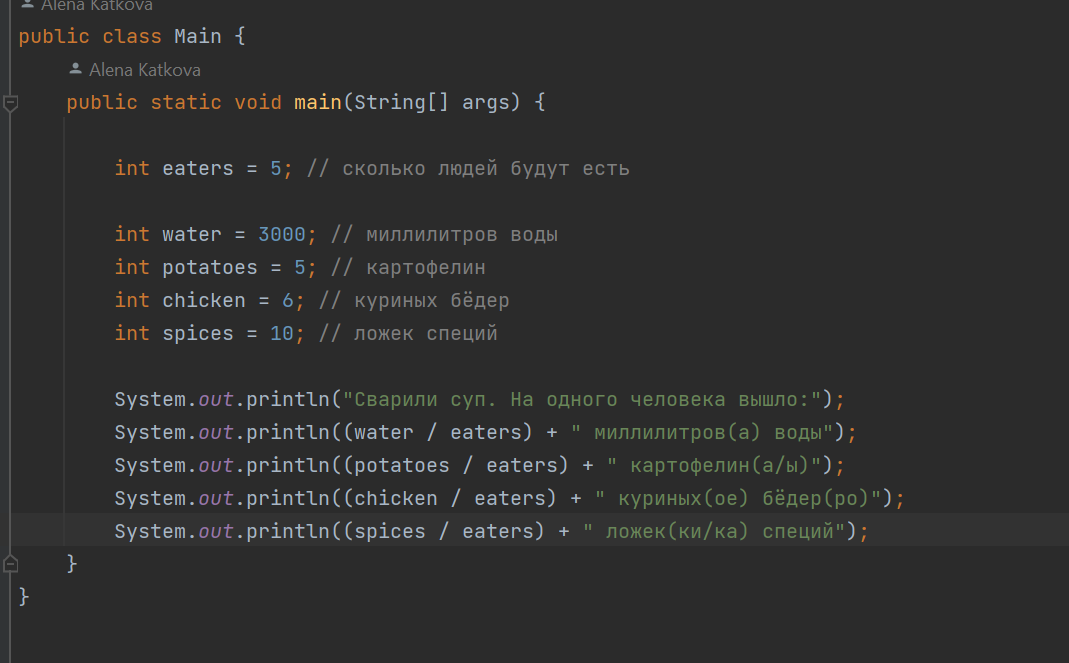 Alena Katkova
public class Main {
Alena Katkova
public static void main(String[] args) {
int eaters = 5; // сколько людей будут есть
int water = 3000; // миллилитров воды
int potatoes = 5; // картофелин
int chicken = 6; // куриных бёдер
int spices = 10; // ложек специй
System.out.println("Сварили суп. На одного человека вышло:");
System.out.println((water / eaters) + " миллилитров(а) воды");
System.out.println((potatoes / eaters) + " картофелин(а/ы)");
System.out.println((chicken / eaters) + " куриных(ое) бёдер(ро)");
System.out.println((spices / eaters) + " ложек(ки/ка) специй");
}
}